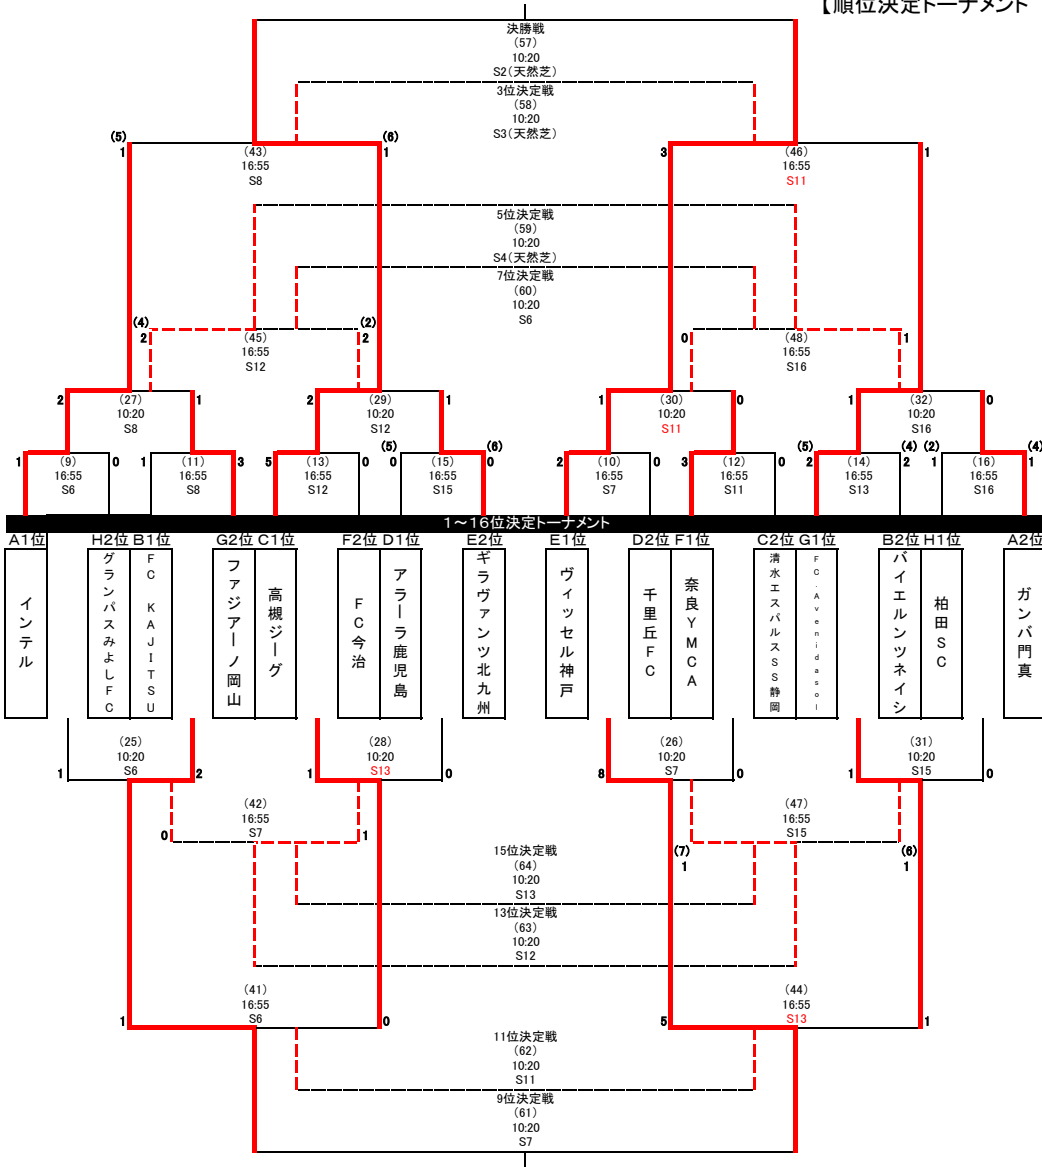 【順位決定トーナメント
決勝戦
(57)
10:20
S2(天然芝)
3位決定戦
(58)
10:20
S3(天然芝)
(5) (6)
1 (43) 1 3 (46) 1
16:55 16:55
S8 S11
5位決定戦
(59)
10:20
S4(天然芝)
7位決定戦
(60)
10:20
S6
(4) (2)
2 (45) 2 0 (48) 1
16:55 16:55
S12 S16
2 (27) 1 2 (29) 1 1 (30) 0 1 (32) 0
10:20 10:20 10:20 10:20
S8 S12 S11 S16
(5) (6) (5) (4) (2) (4)
1 (9) 0 1 (11) 3 5 (13) 0 0 (15) 0 2 (10) 0 3 (12) 0 2 (14) 2 1 (16) 1
16:55 16:55 16:55 16:55 16:55 16:55 16:55 16:55
S6 S8 S12 S15 S7 S11 S13 S16
1～16位決定トーナメント
A1位 H2位 B1位 G2位 C1位 F2位 D1位 E2位 E1位 D2位 F1位 C2位 G1位 B2位 H1位 A2位
インテル
グランパスみよしFC
FC KAJITSU
ファジアーノ岡山
高槻ジーグ
FC今治
アラーラ鹿児島
ギラヴァンツ北九州
ヴィッセル神戸
千里丘FC
奈良YMCA
清水エスパルスSS静岡
FC.Avenidasol
バイエルンツネイシ
柏田SC
ガンバ門真
(25) (28) (26) (31)
10:20 10:20 10:20 10:20
1 S6 2 1 S13 0 8 S7 0 1 S15 0
(42) (47)
16:55 16:55
0 S7 1 S15
(7) (6)
1 1
15位決定戦
(64)
10:20
S13
13位決定戦
(63)
10:20
S12
(41) (44)
16:55 16:55
1 S6 0 5 S13 1
11位決定戦
(62)
10:20
S11
9位決定戦
(61)
10:20
S7